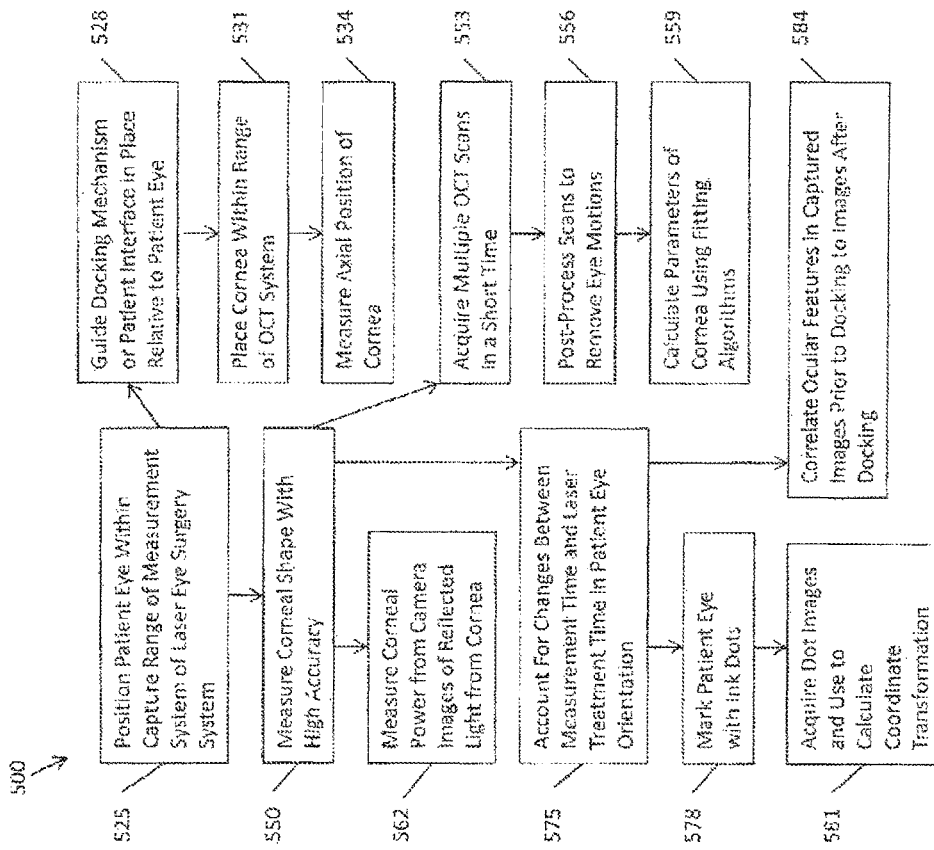 500
525
Position Patient Eye Within
Capture Range of Measurement
System of Laser Eye Surgery
System
528
Guide Docking Mechanism
or Patient Interface in Place
Relative to Patient Eye
531
Place Cornea Within Range
of OCT System
534
Measure Axial Position of
Cornea
550
Measure Corneal Shape With
High Accuracy
553
Acquire Multiple OCT Scans
in a Short Time
556
Post-Process Scans to
Remove Eye Motions
559
Calculate Parameters of
Cornea Using Fitting
Algorithms
562
Measure Corneal
Power from Camera
Images of Reflected
Light from Cornea
575
Account For Changes Between
Measurement Time and Laser
Treatment Time in Patient Eye
Orientation
578
Mark Patient Eye
with Ink Dots
581
Acquire Dot Images
and Use to
Calculate
Coordinate
Transformation
584
Correlate Ocular Features in Captured
Images Prior to Docking to Images After
Docking